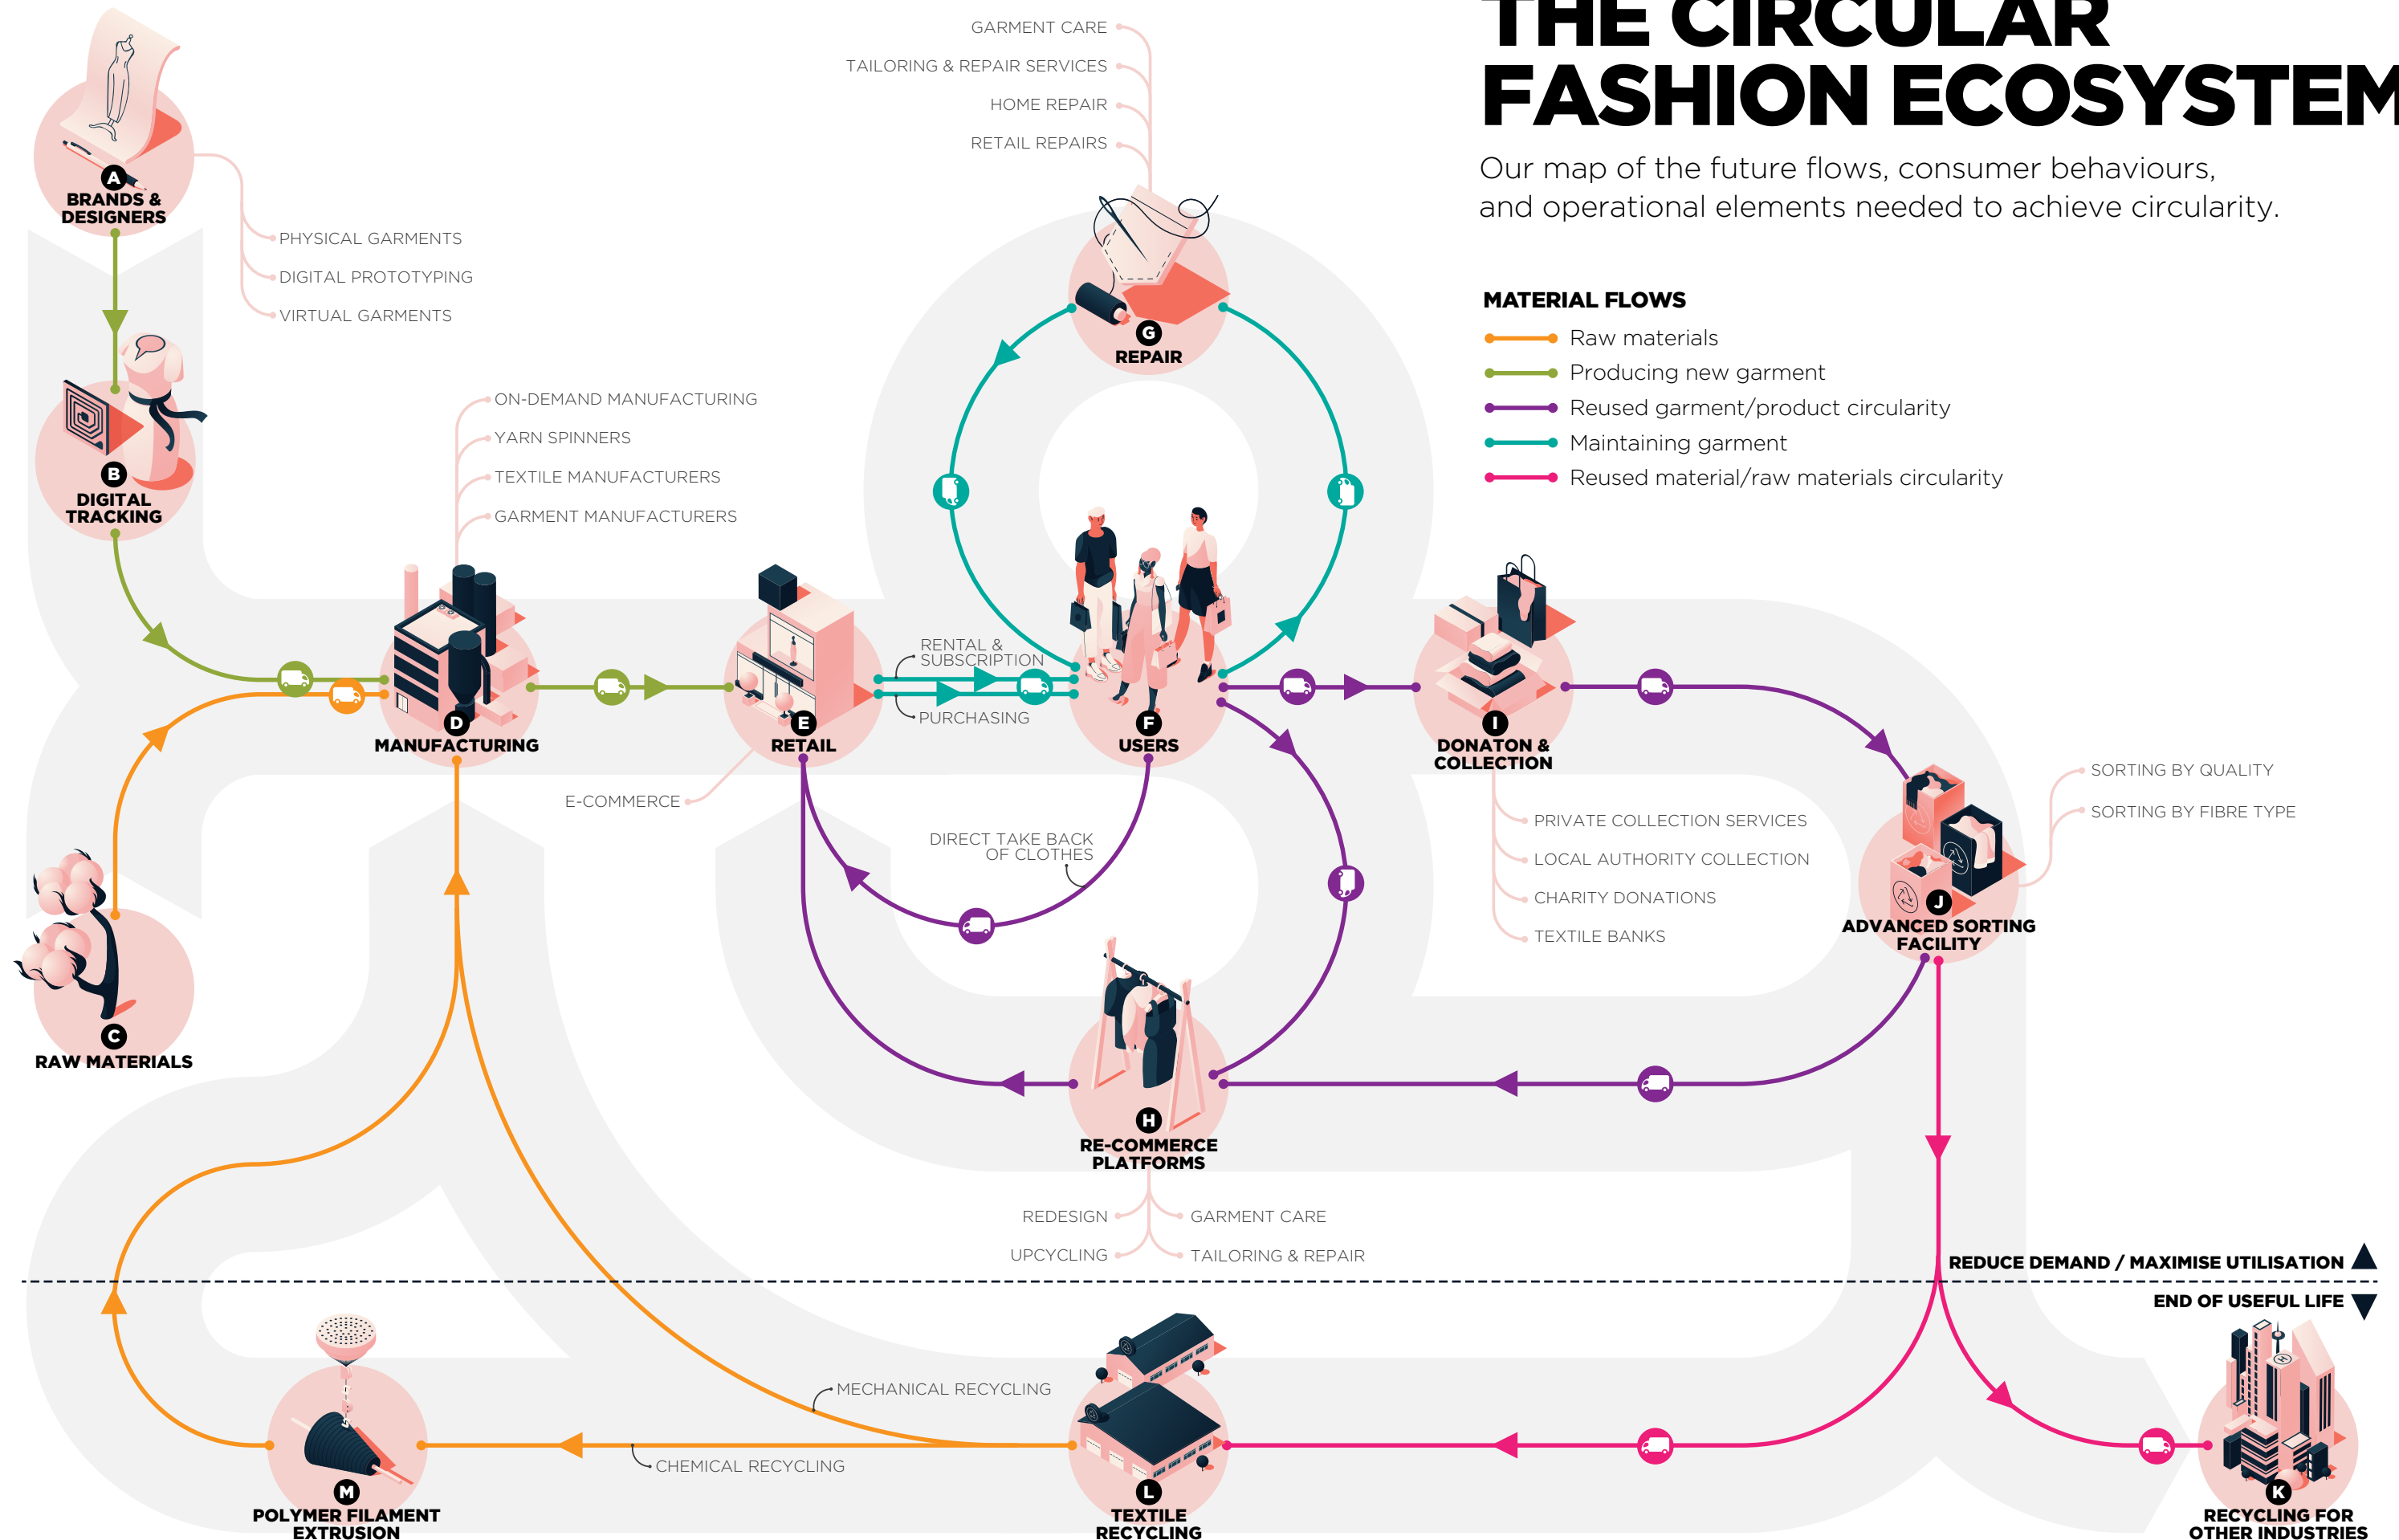 THE CIRCULAR
FASHION ECOSYSTEM
Our map of the future flows, consumer behaviours,
and operational elements needed to achieve circularity.
MATERIAL FLOWS
Raw materials
Producing new garment
Reused garment/product circularity
Maintaining garment
Reused material/raw materials circularity
A
BRANDS &
DESIGNERS
PHYSICAL GARMENTS
DIGITAL PROTOTYPING
VIRTUAL GARMENTS
B
DIGITAL
TRACKING
C
RAW MATERIALS
ON-DEMAND MANUFACTURING
YARN SPINNERS
TEXTILE MANUFACTURERS
GARMENT MANUFACTURERS
D
MANUFACTURING
E
RETAIL
E-COMMERCE
RENTAL &
SUBSCRIPTION
PURCHASING
F
USERS
DIRECT TAKE BACK
OF CLOTHES
GARMENT CARE
TAILORING & REPAIR SERVICES
HOME REPAIR
RETAIL REPAIRS
G
REPAIR
H
RE-COMMERCE
PLATFORMS
REDESIGN
UPCYCLING
GARMENT CARE
TAILORING & REPAIR
I
DONATON &
COLLECTION
PRIVATE COLLECTION SERVICES
LOCAL AUTHORITY COLLECTION
CHARITY DONATIONS
TEXTILE BANKS
J
ADVANCED SORTING
FACILITY
SORTING BY QUALITY
SORTING BY FIBRE TYPE
REDUCE DEMAND / MAXIMISE UTILISATION
END OF USEFUL LIFE
K
RECYCLING FOR
OTHER INDUSTRIES
L
TEXTILE
RECYCLING
MECHANICAL RECYCLING
CHEMICAL RECYCLING
M
POLYMER FILAMENT
EXTRUSION